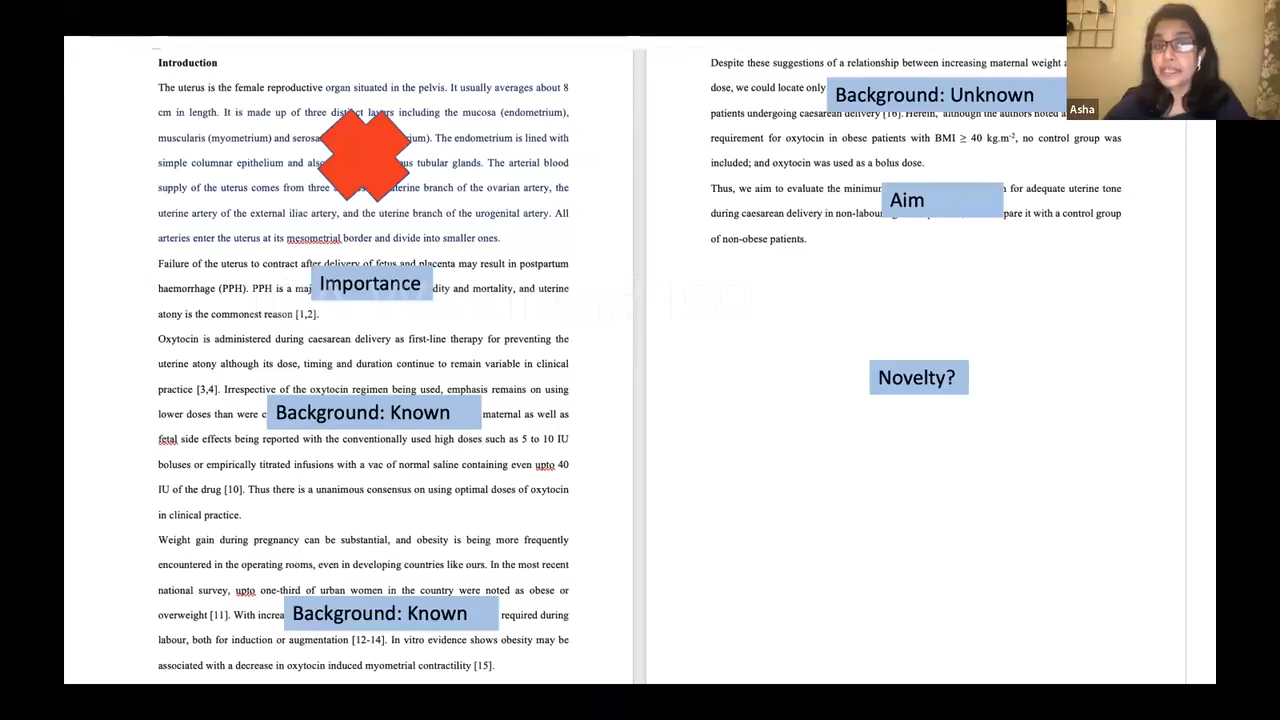 Introduction
The uterus is the female reproductive organ situated in the pelvis. It usually averages about 8
cm in length. It is made up of three distinct layers including the mucosa (endometrium),
muscularis (myometrium) and serosa The endometrium is lined with
simple columnar epithelium and tubular glands. The arterial blood
supply of the uterus comes from three uterine branch of the ovarian artery, the
uterine artery of the external iliac artery, and the uterine branch of the urogenital artery. All
arteries enter the uterus at its mesometrial border and divide into smaller ones.
Failure of the uterus to contract after delivery of fetus and placenta may result in postpartum
haemorrhage (PPH). PPH is a and mortality, and uterine
Importance
atony is the commonest reason [1,2].
Oxytocin is administered during caesarean delivery as first-line therapy for preventing the
uterine atony although its dose, timing and duration continue to remain variable in clinical
practice [3,4]. Irrespective of the oxytocin regimen being used, emphasis remains on using
lower doses than were maternal as well as
Background: Known
fetal side effects being reported with the conventionally used high doses such as 5 to 10 IU
boluses or empirically titrated infusions with a vac of normal saline containing even upto 40
IU of the drug [10]. Thus there is a unanimous consensus on using optimal doses of oxytocin
in clinical practice.
Weight gain during pregnancy can be substantial, and obesity is being more frequently
encountered in the operating rooms, even in developing countries like ours. In the most recent
national survey, upto one-third of urban women in the country were noted as obese or
overweight [11]. With required during
Background: Known
labour, both for induction or augmentation [12-14]. In vitro evidence shows obesity may be
associated with a decrease in oxytocin induced myometrial contractility [15].
Despite these suggestions of a relationship between increasing maternal weight
dose, we could locate only
Background: Unknown
patients undergoing caesarean delivery [16]. Herein, although the authors noted
requirement for oxytocin in obese patients with BMI ≥ 40 kg.m-2, no control group was
included; and oxytocin was used as a bolus dose.
Thus, we aim to evaluate the minimum for adequate uterine tone
Aim
during caesarean delivery in it with a control group
of non-obese patients.
Novelty?
Asha